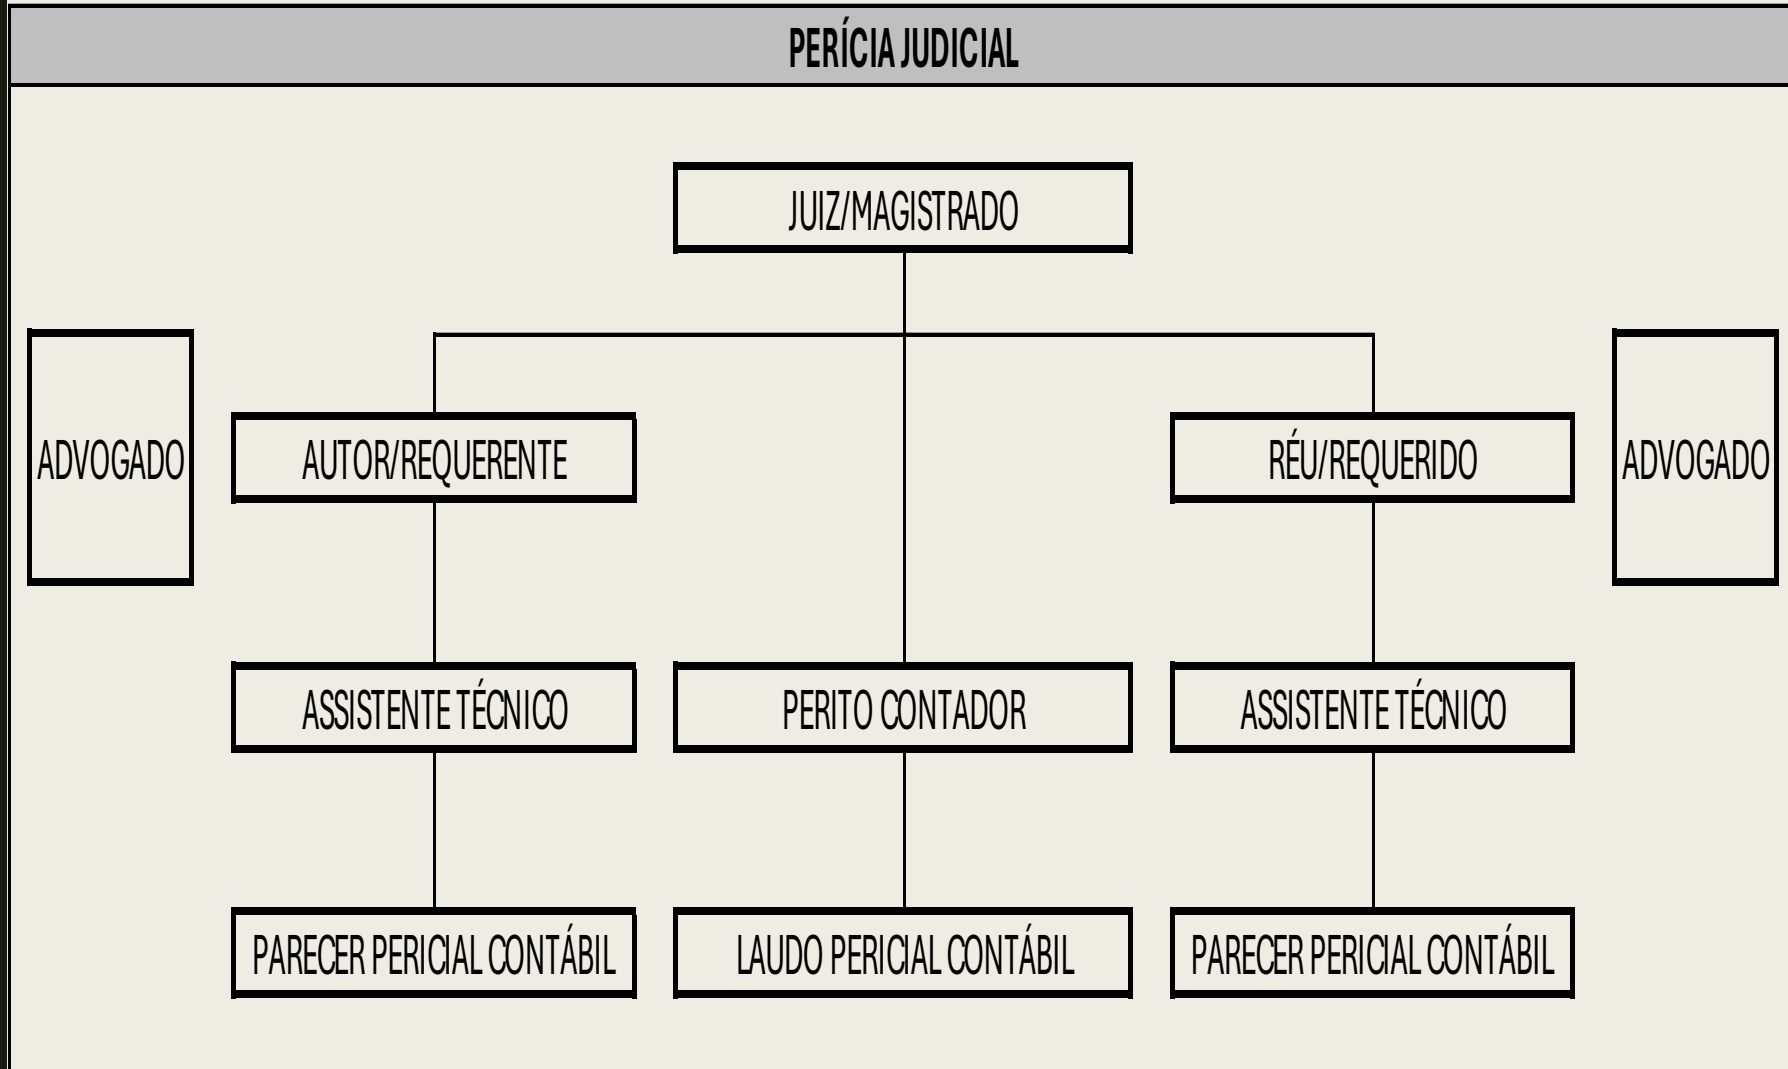 PERÍCIA JUDICIAL
JUIZ/MAGISTRADO
ADVOGADO
AUTOR/REQUERENTE
RÉU/REQUERIDO
ADVOGADO
ASSISTENTE TÉCNICO
PERITO CONTADOR
ASSISTENTE TÉCNICO
PARECER PERICIAL CONTÁBIL
LAUDO PERICIAL CONTÁBIL
PARECER PERICIAL CONTÁBIL